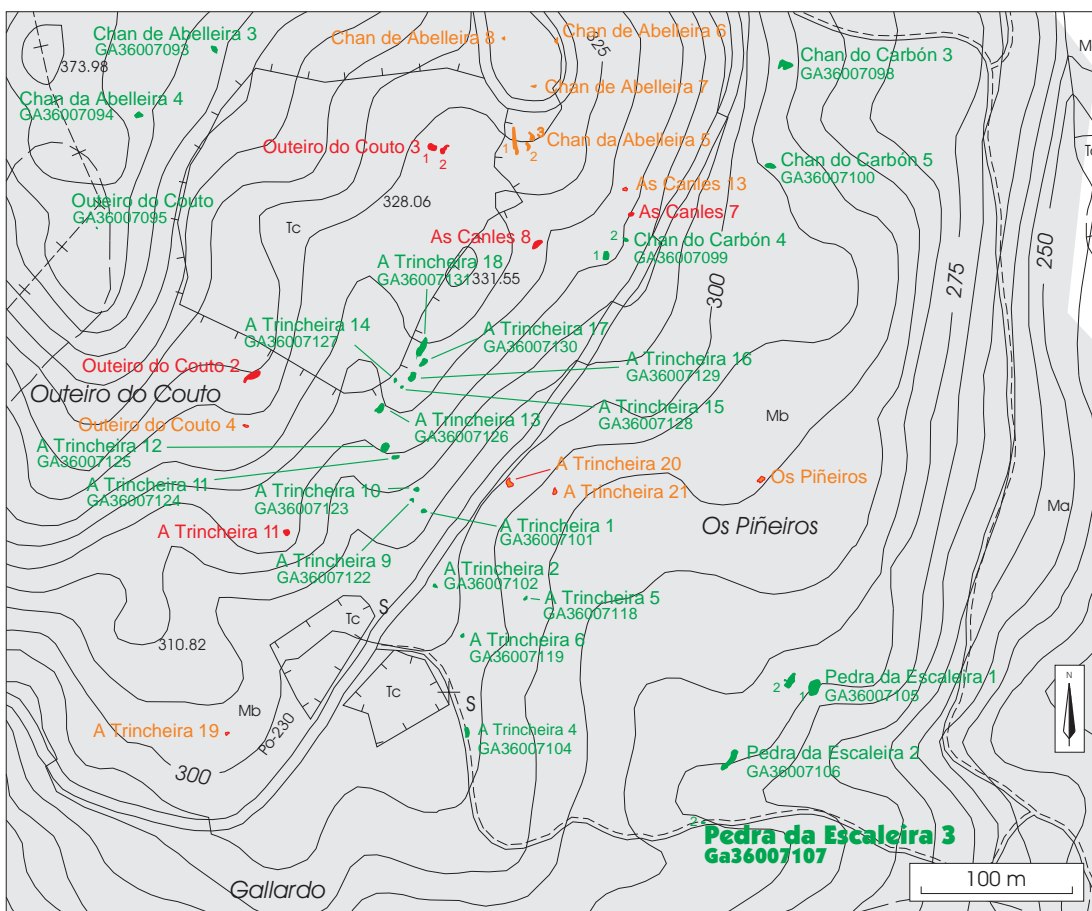 Chan de Abelleira 3
GA36007093
373.98
Chan de Abelleira 8
Chan de Abelleira 6
325
Chan do Carbón 3
GA36007098
Chan da Abelleira 4
GA36007094
Chan de Abelleira 7
Outeiro do Couto 3
1
2
1
2
3
Chan da Abelleira 5
Chan do Carbón 5
GA36007100
Outeiro do Couto
GA36007095
328.06
Tc
As Canles 13
As Canles 7
As Canles 8
2
1
Chan do Carbón 4
GA36007099
A Trincheira 18
GA36007131
331.55
300
275
250
A Trincheira 14
GA36007127
A Trincheira 17
GA36007130
A Trincheira 16
GA36007129
Outeiro do Couto 2
Outeiro do Couto
A Trincheira 15
GA36007128
Mb
A Trincheira 13
GA36007126
Outeiro do Couto 4
A Trincheira 12
GA36007125
A Trincheira 20
A Trincheira 21
Os Piñeiros
A Trincheira 11
GA36007124
A Trincheira 10
GA36007123
Ma
Os Piñeiros
A Trincheira 11
A Trincheira 1
GA36007101
A Trincheira 9
GA36007122
A Trincheira 2
GA36007102
A Trincheira 5
GA36007118
Tc
S
310.82
A Trincheira 6
GA36007119
Tc
S
2
1
Pedra da Escaleira 1
GA36007105
N
Mb
A Trincheira 19
Po-230
A Trincheira 4
GA36007104
300
Pedra da Escaleira 2
GA36007106
2
Pedra da Escaleira 3
Ga36007107
Gallardo
100 m